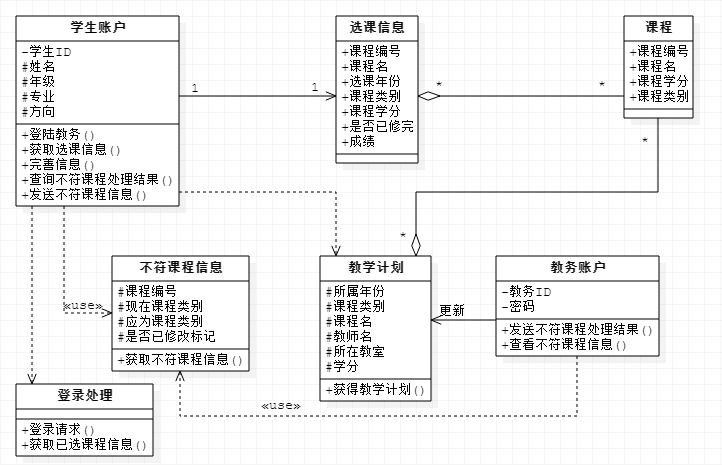 学生账户
-学生ID
#姓名
#年级
#专业
#方向
+登陆教务()
+获取选课信息()
+完善信息()
+查询不符课程处理结果()
+发送不符课程信息()
1
1
选课信息
+课程编号
+课程名
+选课年份
+课程类别
+课程学分
+是否已修完
+成绩
*
*
课程
+课程编号
+课程名
+课程学分
+课程类别
*
*
«use»
不符课程信息
#课程编号
#现在课程类别
#应为课程类别
#是否已修改标记
+获取不符课程信息()
教学计划
#所属年份
#课程类别
#课程名
#教师名
#所在教室
#学分
+获得教学计划()
更新
教务账户
-教务ID
-密码
+发送不符课程处理结果()
+查看不符课程信息()
«use»
登录处理
+登录请求()
+获取已选课程信息()